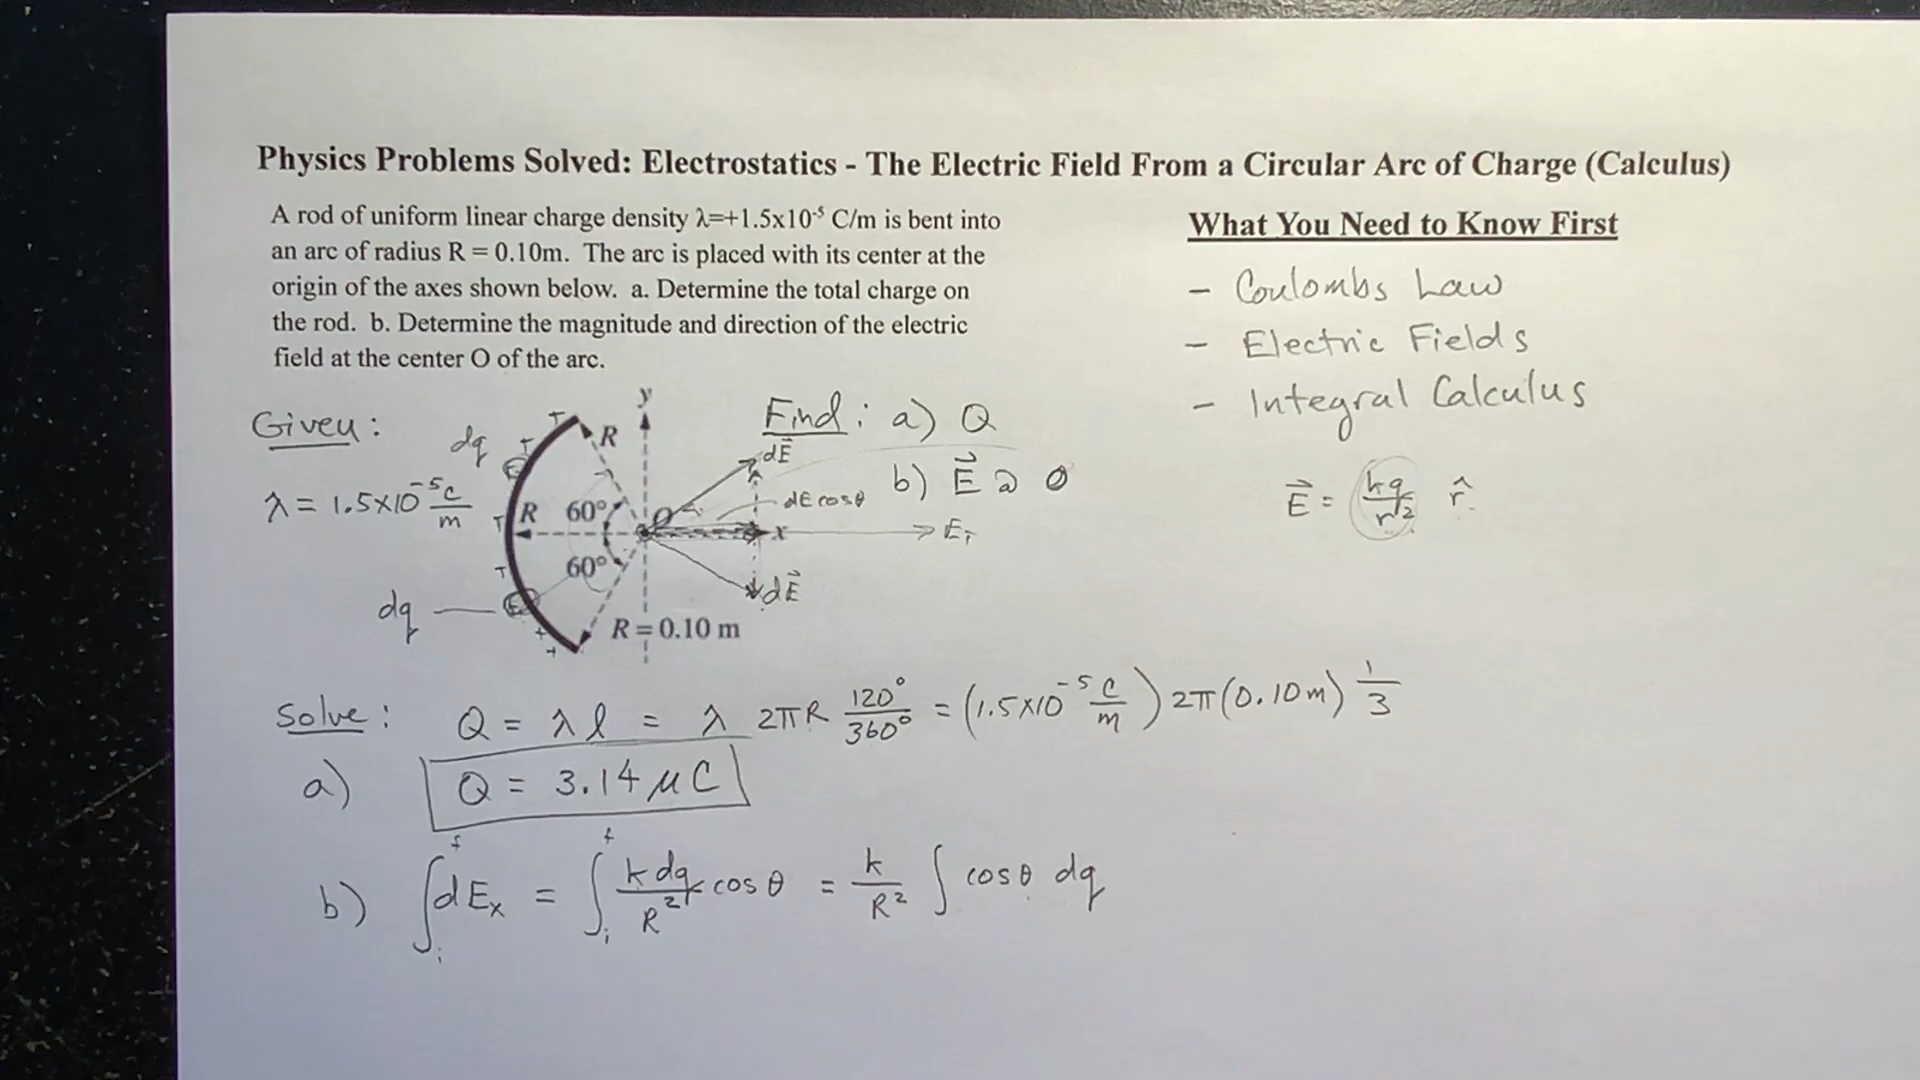 Physics Problems Solved: Electrostatics - The Electric Field From a Circular Arc of Charge (Calculus)
A rod of uniform linear charge density λ=+1.5x10⁻⁵ C/m is bent into
an arc of radius R = 0.10m. The arc is placed with its center at the
origin of the axes shown below. a. Determine the total charge on
the rod. b. Determine the magnitude and direction of the electric
field at the center O of the arc.
What You Need to Know First
- Coulombs Law
- Electric Fields
- Integral Calculus
E⃗ = kq/r² r̂
Given:
λ = 1.5×10⁻⁵ C/m
Find: a) Q
b) E⃗ @ O
dq
R
y
dE⃗
dE cosθ
R 60° O
x
60°
dE⃗
dq
R = 0.10 m
Solve: Q = λ l = λ 2πR 120°/360° = (1.5×10⁻⁵ C/m) 2π(0.10m) 1/3
a) Q = 3.14 μC
b) ∫ᵢᶠ dEₓ = ∫ᵢᶠ k dq/R² cosθ = k/R² ∫ cosθ dq